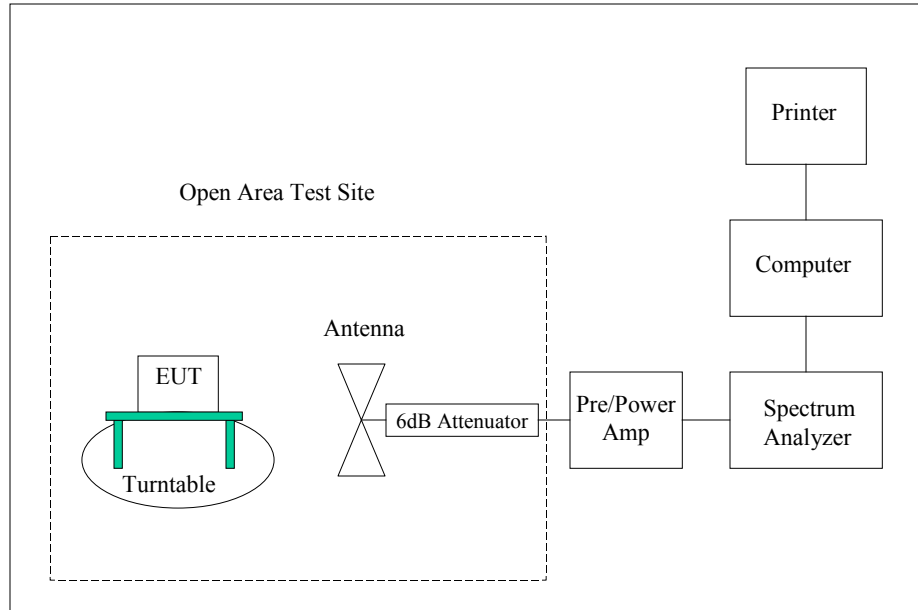 Printer
Open Area Test Site
Computer
Antenna
EUT
6dB Attenuator
Pre/Power
Amp
Spectrum
Analyzer
Turntable